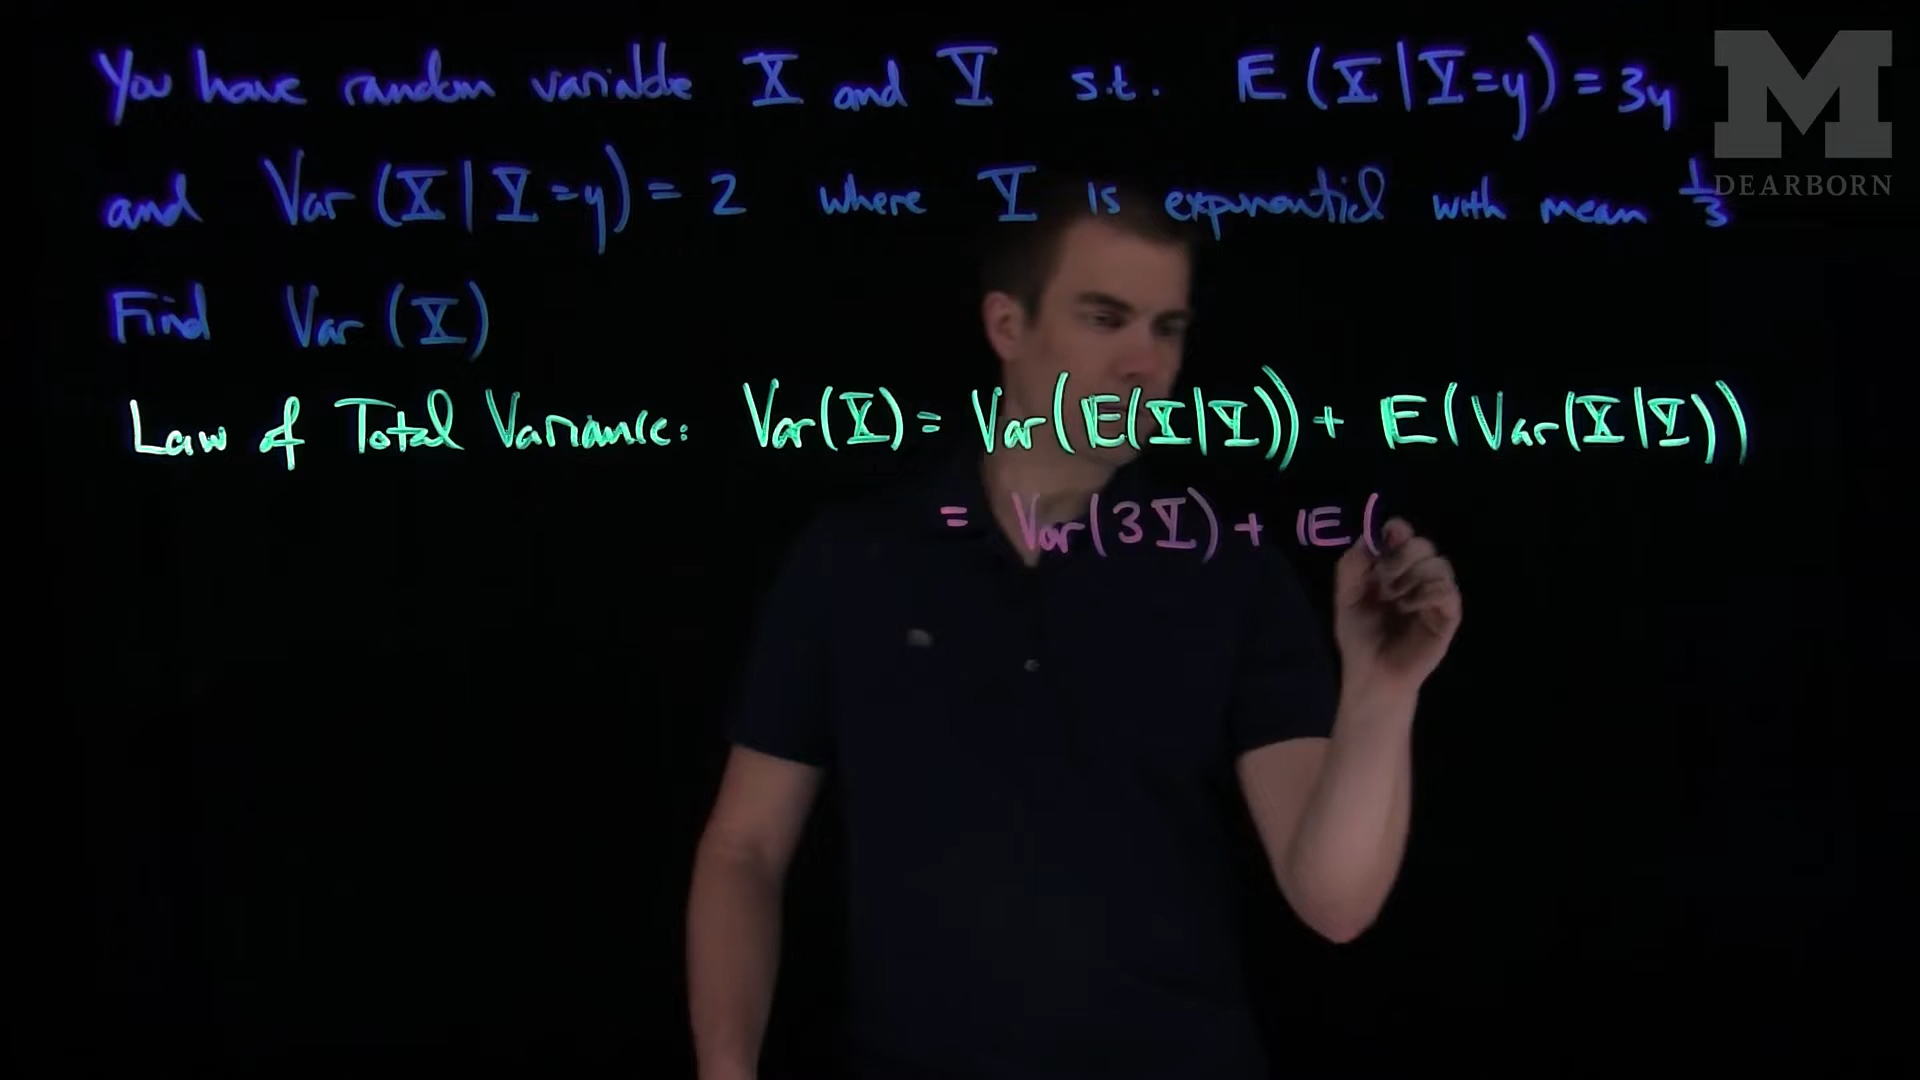 You have random variable X and Y s.t. E(X|Y=y)=3y
and Var(X|Y=y)=2 where Y is exponential with mean 1/3
Find Var(X)
Law of Total Variance: Var(X)= Var(E(X|Y))+ E(Var(X|Y))
= Var(3Y)+ E(
M
DEARBORN